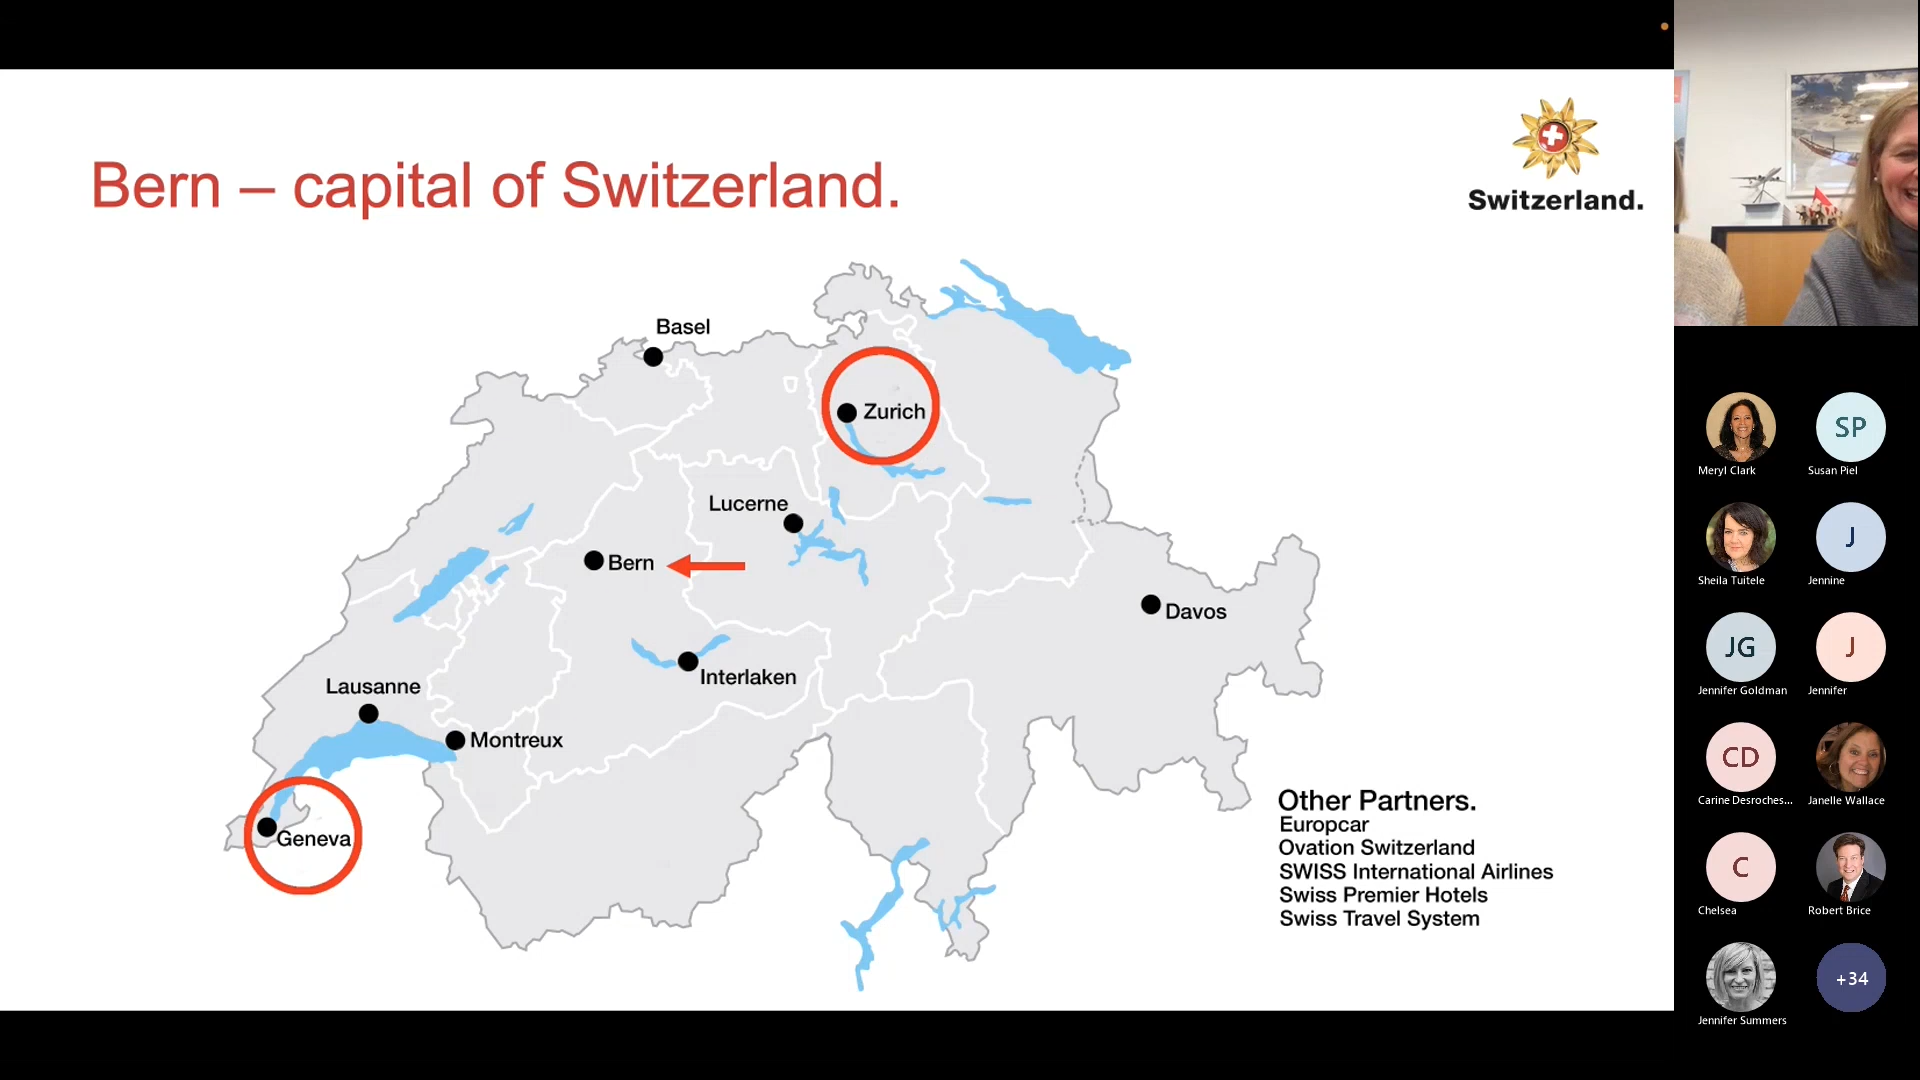 Bern – capital of Switzerland.
Switzerland.
Basel
Zurich
Lucerne
Bern
Davos
Interlaken
Lausanne
Montreux
Geneva
Other Partners.
Europcar
Ovation Switzerland
SWISS International Airlines
Swiss Premier Hotels
Swiss Travel System
Meryl Clark
SP
Susan Piel
Sheila Tuitele
J
Jennine
JG
Jennifer Goldman
J
Jennifer
CD
Carine Desroches...
Janelle Wallace
C
Chelsea
Robert Brice
Jennifer Summers
+34